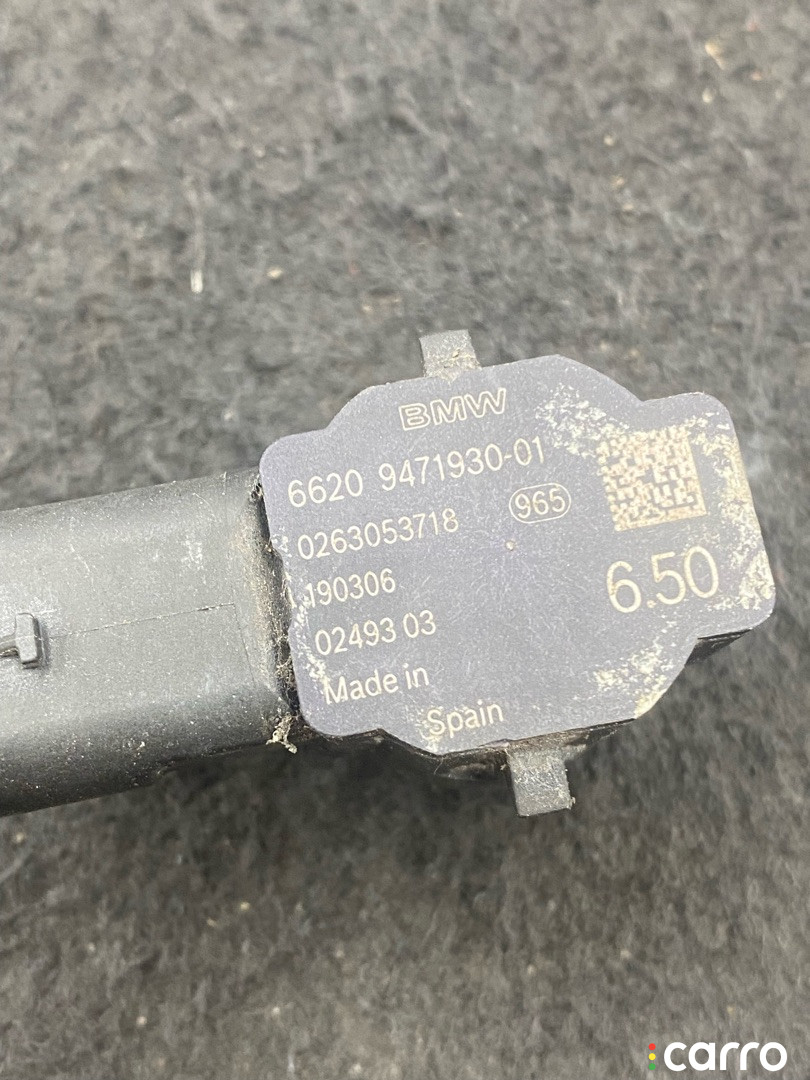 BMW
6620 9471930-01
0263053718 965
190306
02493 03
6.50
Made in
Spain
carro